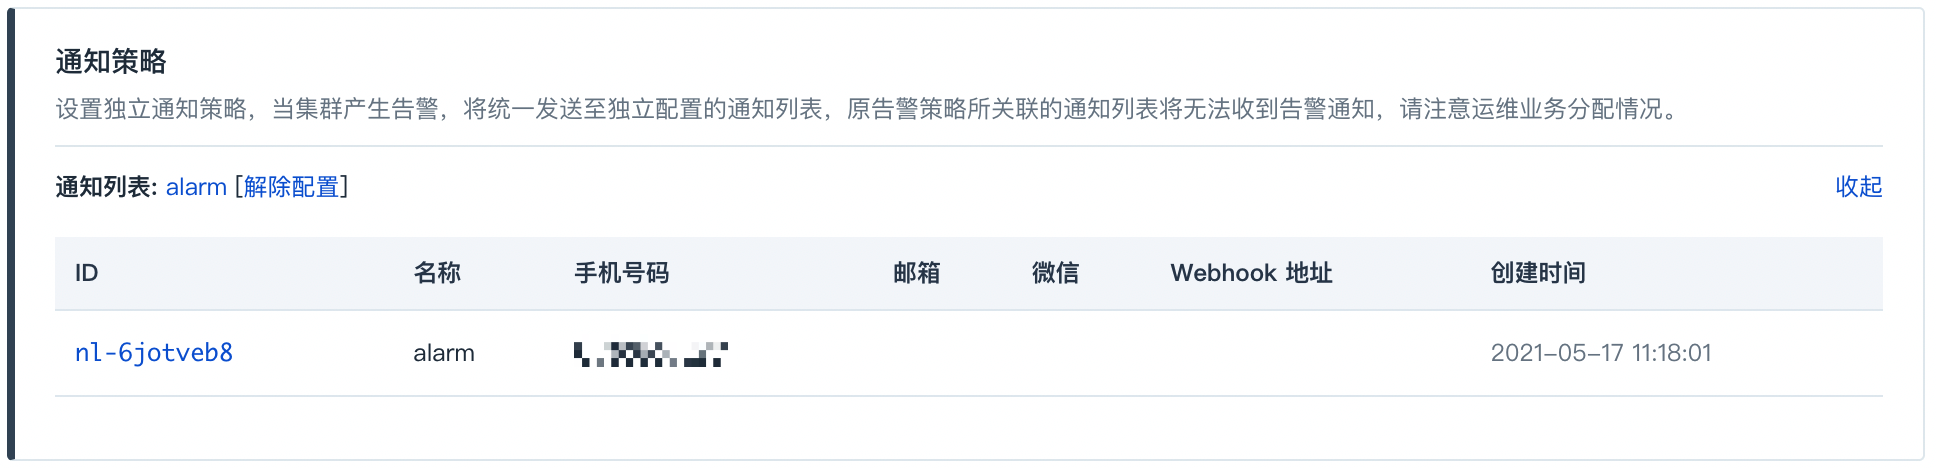 通知策略
设置独立通知策略，当集群产生告警，将统一发送至独立配置的通知列表，原告警策略所关联的通知列表将无法收到告警通知，请注意运维业务分配情况。
通知列表: alarm [解除配置] 收起
ID 名称 手机号码 邮箱 微信 Webhook 地址 创建时间
nl-6jotveb8 alarm 2021-05-17 11:18:01